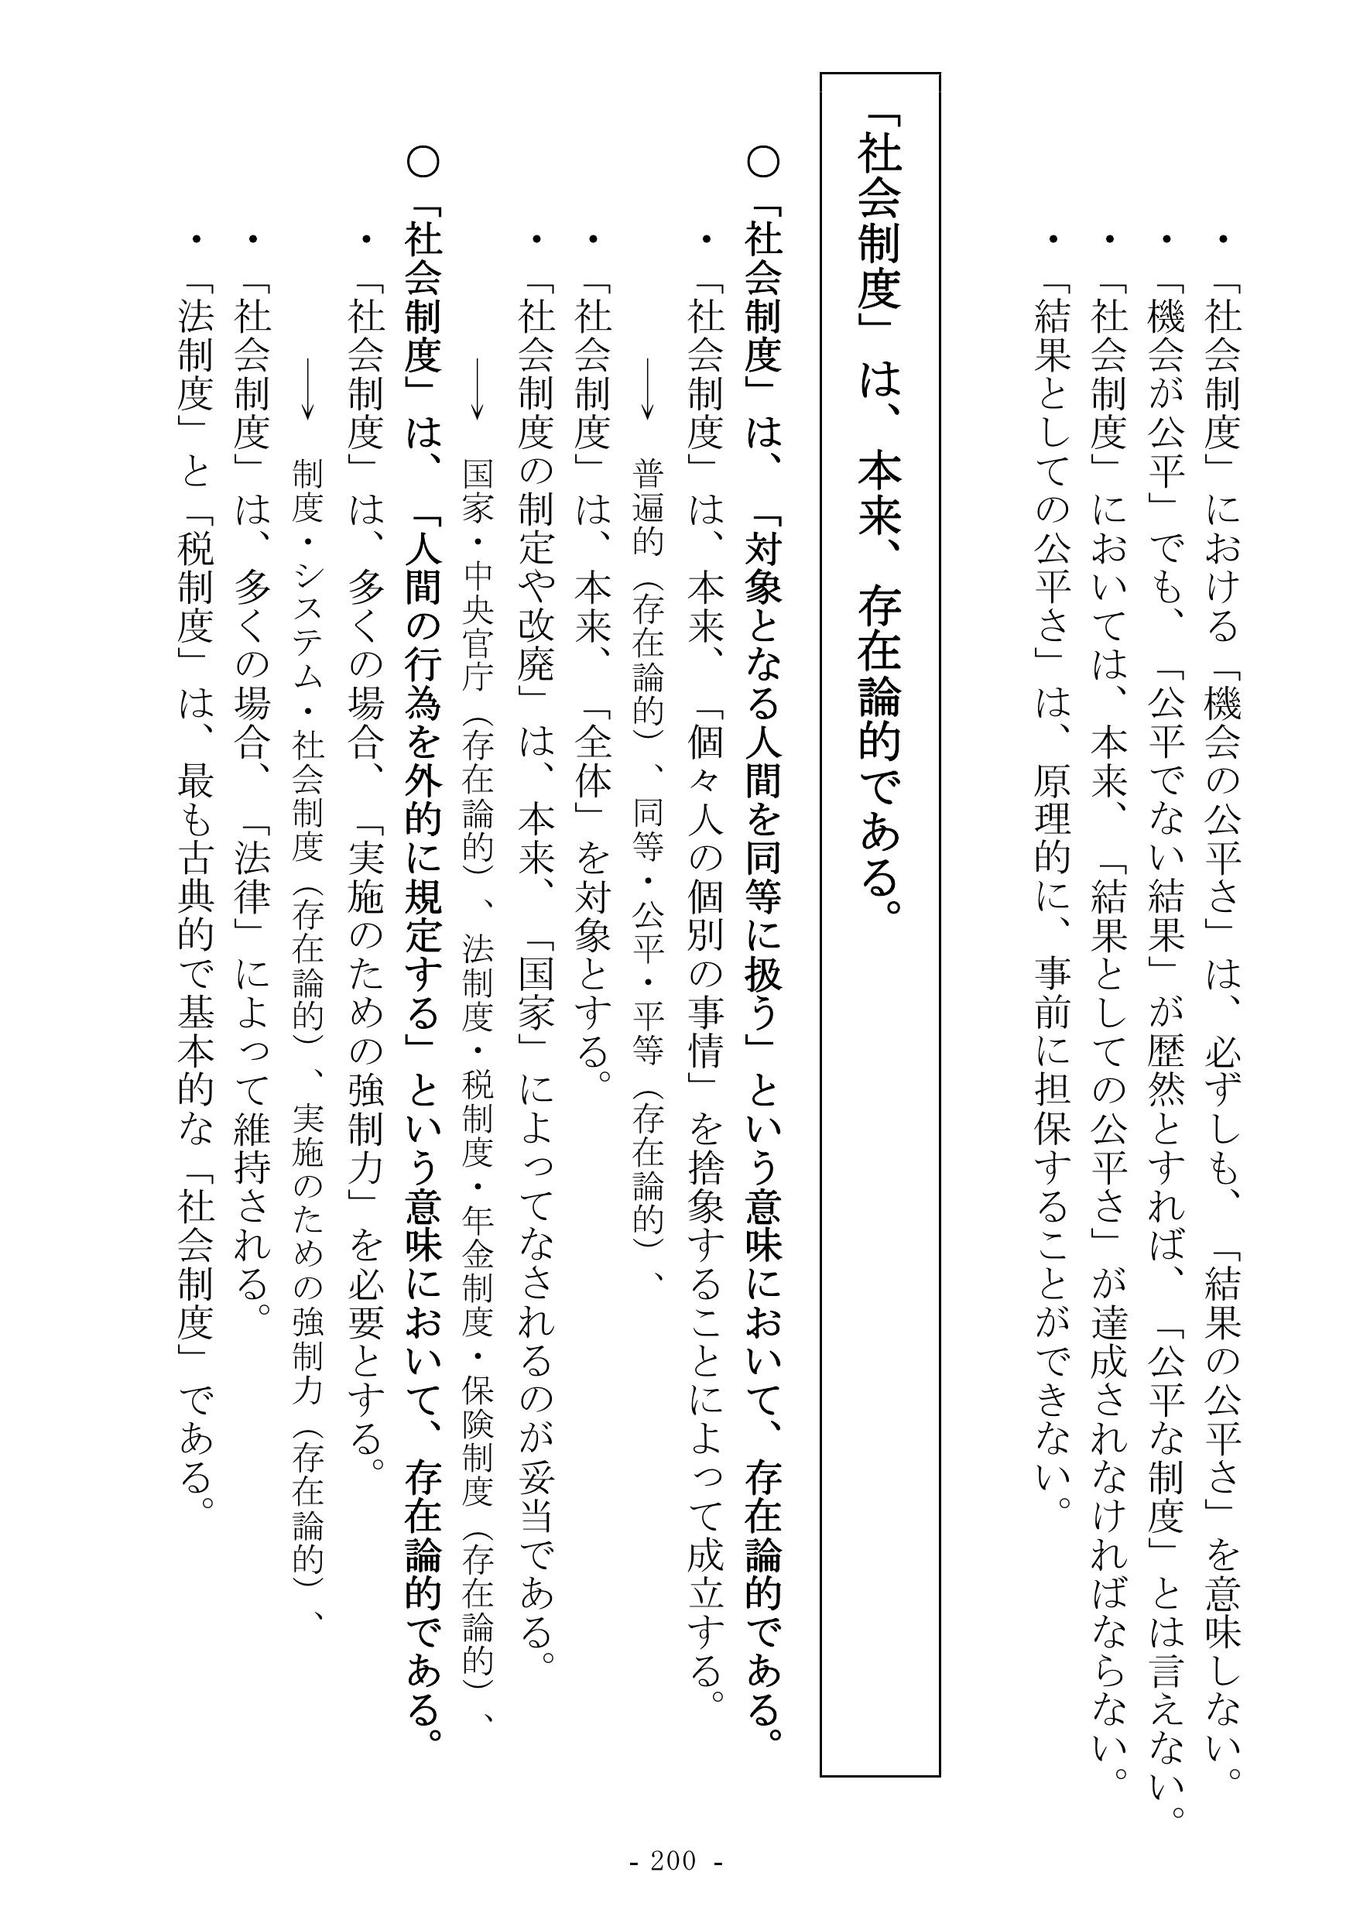 ・「社会制度」における「機会の公平さ」は、必ずしも、「結果の公平さ」を意味しない。
・「機会が公平」でも、「公平でない結果」が歴然とすれば、「公平な制度」とは言えない。
・「社会制度」においては、本来、「結果としての公平さ」が達成されなければならない。
・「結果としての公平さ」は、原理的に、事前に担保することができない。
「社会制度」は、本来、存在論的である。
○「社会制度」は、「対象となる人間を同等に扱う」という意味において、存在論的である。
・「社会制度」は、本来、「個々人の個別の事情」を捨象することによって成立する。
→ 普遍的（存在論的）、同等・公平・平等（存在論的）、
・「社会制度」は、本来、「全体」を対象とする。
・「社会制度の制定や改廃」は、本来、「国家」によってなされるのが妥当である。
→ 国家・中央官庁（存在論的）、法制度・税制度・年金制度・保険制度（存在論的）、
○「社会制度」は、「人間の行為を外的に規定する」という意味において、存在論的である。
・「社会制度」は、多くの場合、「実施のための強制力」を必要とする。
→ 制度・システム・社会制度（存在論的）、実施のための強制力（存在論的）、
・「社会制度」は、多くの場合、「法律」によって維持される。
・「法制度」と「税制度」は、最も古典的で基本的な「社会制度」である。
- 200 -